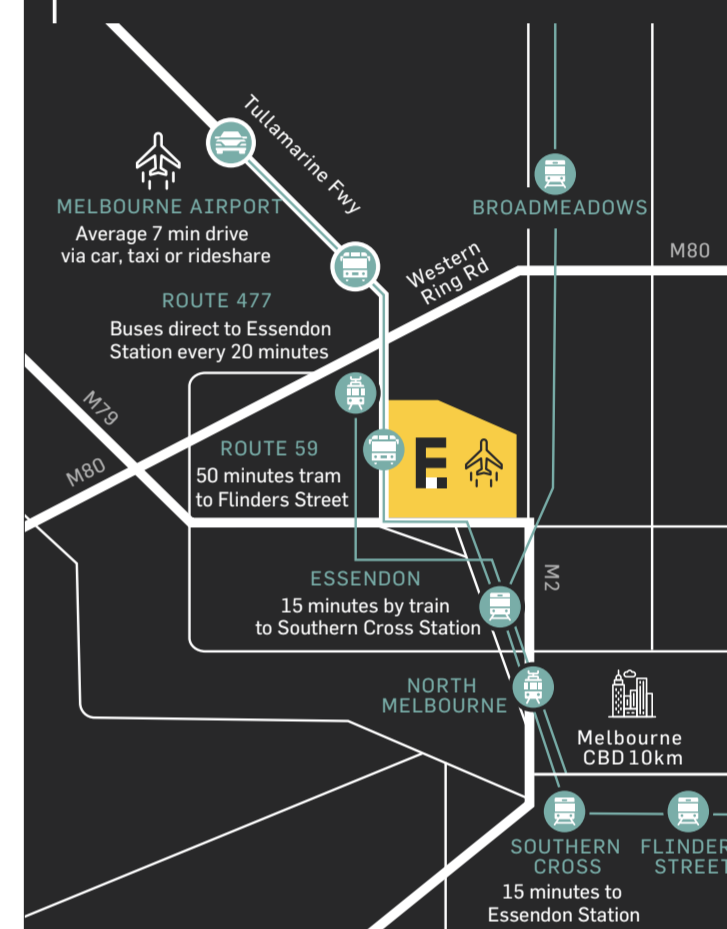 Tullamarine Fwy
MELBOURNE AIRPORT
Average 7 min drive
via car, taxi or rideshare
BROADMEADOWS
Western
Ring Rd
M80
ROUTE 477
Buses direct to Essendon
Station every 20 minutes
M79
M80
ROUTE 59
50 minutes tram
to Flinders Street
E
M2
ESSENDON
15 minutes by train
to Southern Cross Station
NORTH
MELBOURNE
Melbourne
CBD 10km
SOUTHERN
CROSS
15 minutes to
Essendon Station
FLINDER
STREET